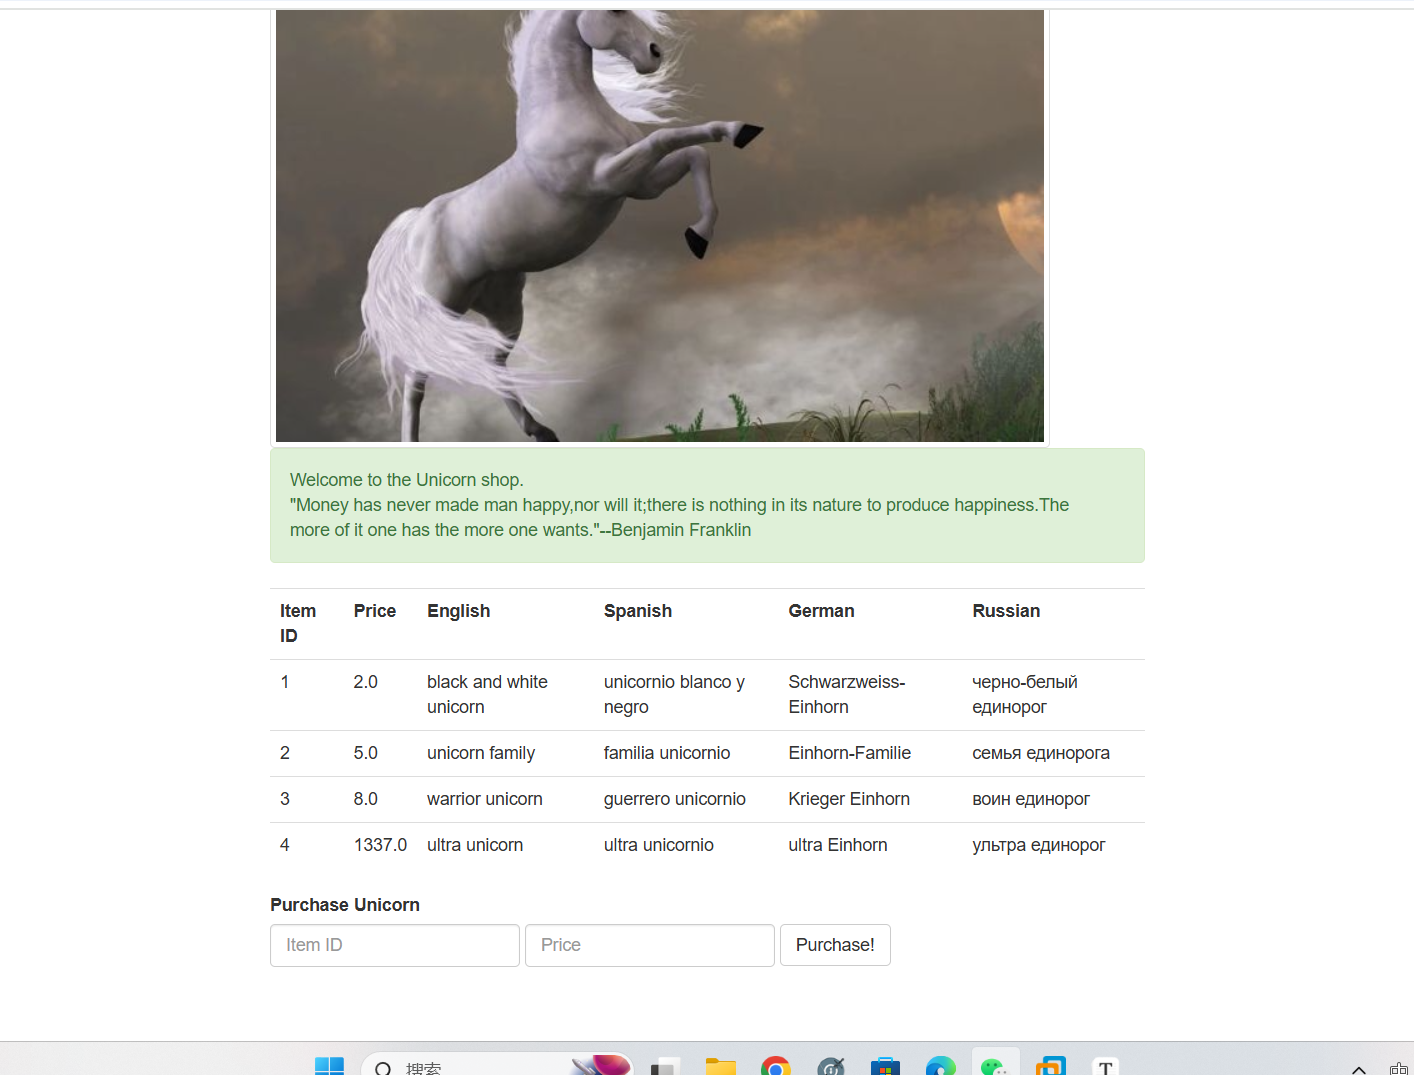 Welcome to the Unicorn shop.
"Money has never made man happy,nor will it;there is nothing in its nature to produce happiness.The
more of it one has the more one wants."--Benjamin Franklin
Item ID Price English Spanish German Russian
1 2.0 black and white unicorn unicornio blanco y negro Schwarzweiss-Einhorn черно-белый единорог
2 5.0 unicorn family familia unicornio Einhorn-Familie семья единорога
3 8.0 warrior unicorn guerrero unicornio Krieger Einhorn воин единорог
4 1337.0 ultra unicorn ultra unicornio ultra Einhorn ультра единорог
Purchase Unicorn
Item ID Price Purchase!
搜索
T